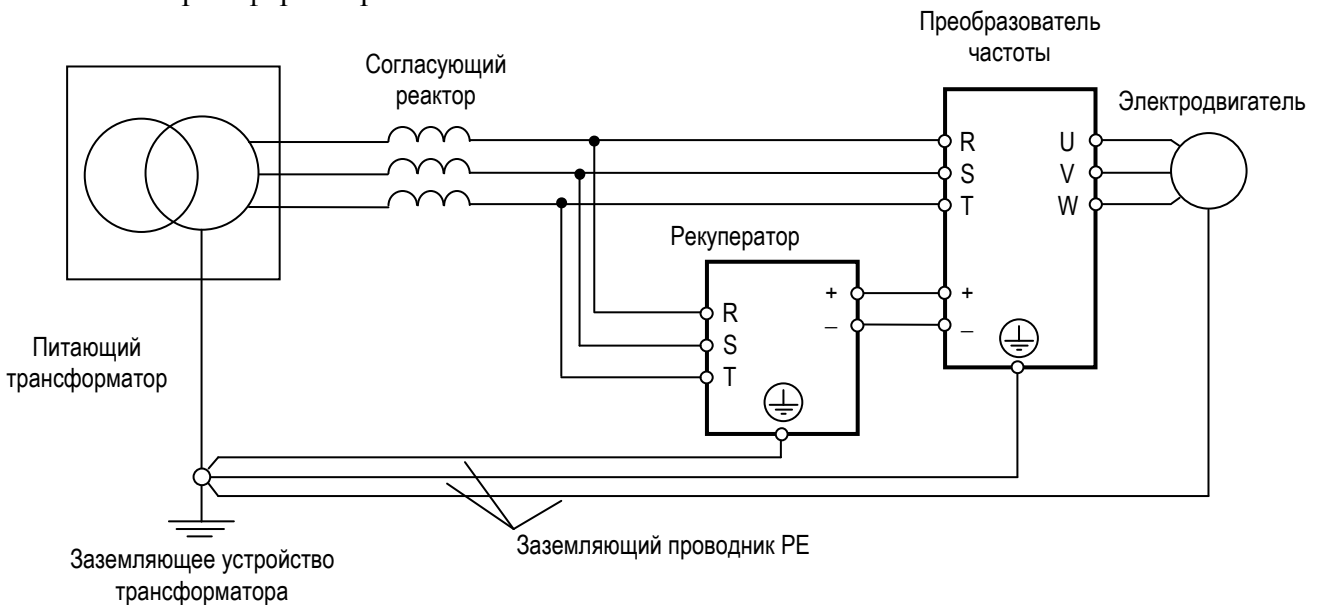 Преобразователь
частоты
Согласующий
реактор
Электродвигатель
R
S
T
U
V
W
+
–
Рекуператор
R
S
T
+
–
Питающий
трансформатор
Заземляющий проводник PE
Заземляющее устройство
трансформатора